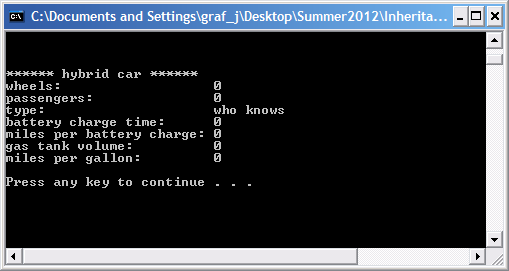 C:\Documents and Settings\graf_j\Desktop\Summer2012\Inherita...
****** hybrid car ******
wheels: 0
passengers: 0
type: who knows
battery charge time: 0
miles per battery charge: 0
gas tank volume: 0
miles per gallon: 0
Press any key to continue . . .